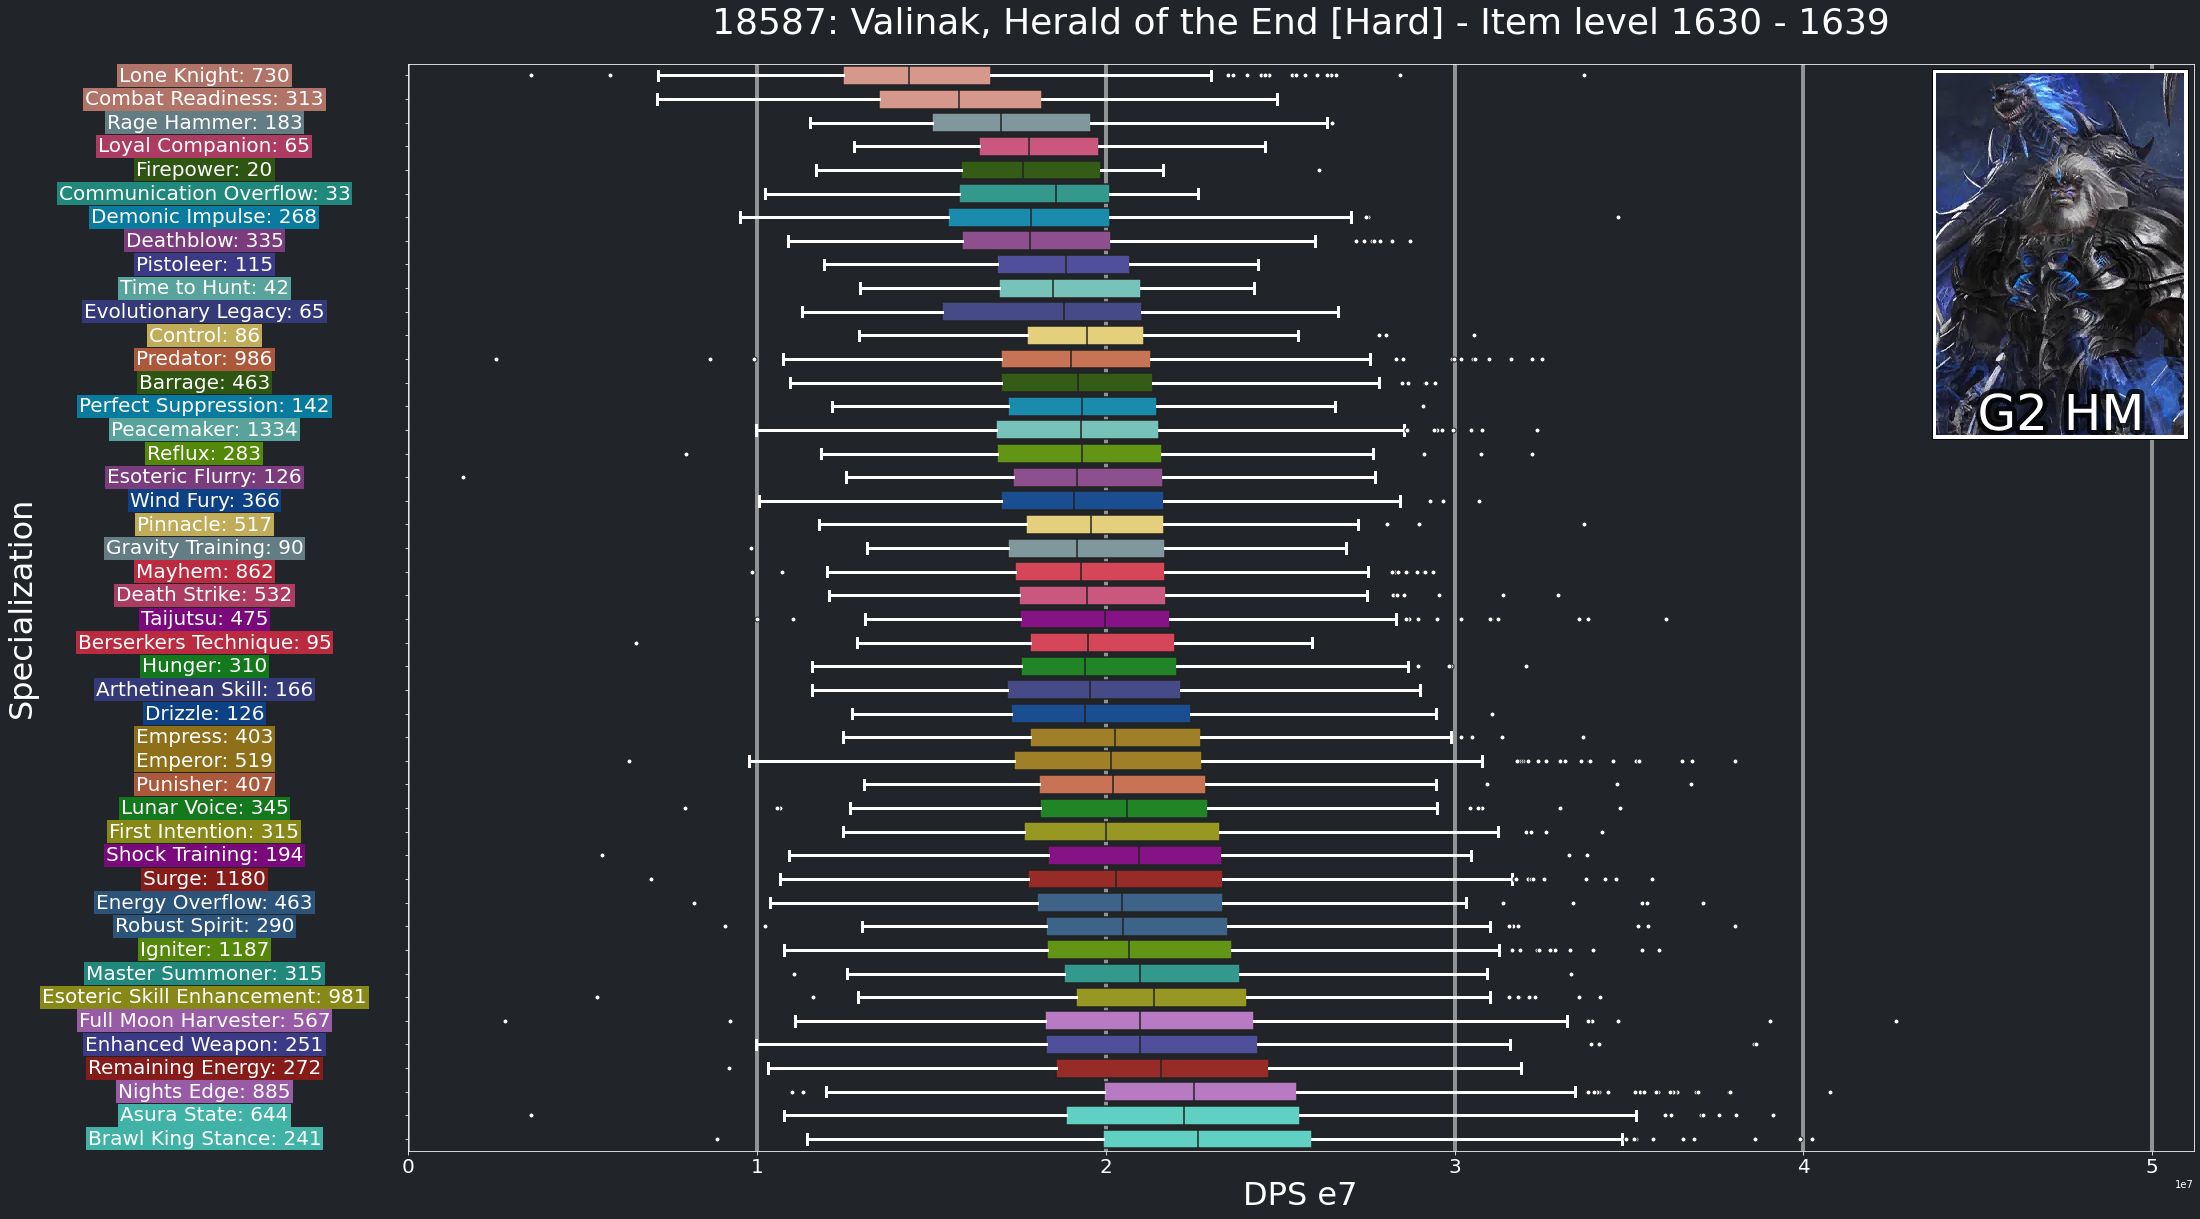 18587: Valinak, Herald of the End [Hard] - Item level 1630 - 1639
Specialization
Lone Knight: 730
Combat Readiness: 313
Rage Hammer: 183
Loyal Companion: 65
Firepower: 20
Communication Overflow: 33
Demonic Impulse: 268
Deathblow: 335
Pistoleer: 115
Time to Hunt: 42
Evolutionary Legacy: 65
Control: 86
Predator: 986
Barrage: 463
Perfect Suppression: 142
Peacemaker: 1334
Reflux: 283
Esoteric Flurry: 126
Wind Fury: 366
Pinnacle: 517
Gravity Training: 90
Mayhem: 862
Death Strike: 532
Taijutsu: 475
Berserkers Technique: 95
Hunger: 310
Arthetinean Skill: 166
Drizzle: 126
Empress: 403
Emperor: 519
Punisher: 407
Lunar Voice: 345
First Intention: 315
Shock Training: 194
Surge: 1180
Energy Overflow: 463
Robust Spirit: 290
Igniter: 1187
Master Summoner: 315
Esoteric Skill Enhancement: 981
Full Moon Harvester: 567
Enhanced Weapon: 251
Remaining Energy: 272
Nights Edge: 885
Asura State: 644
Brawl King Stance: 241
G2 HM
0 1 2 3 4 5
1e7
DPS e7